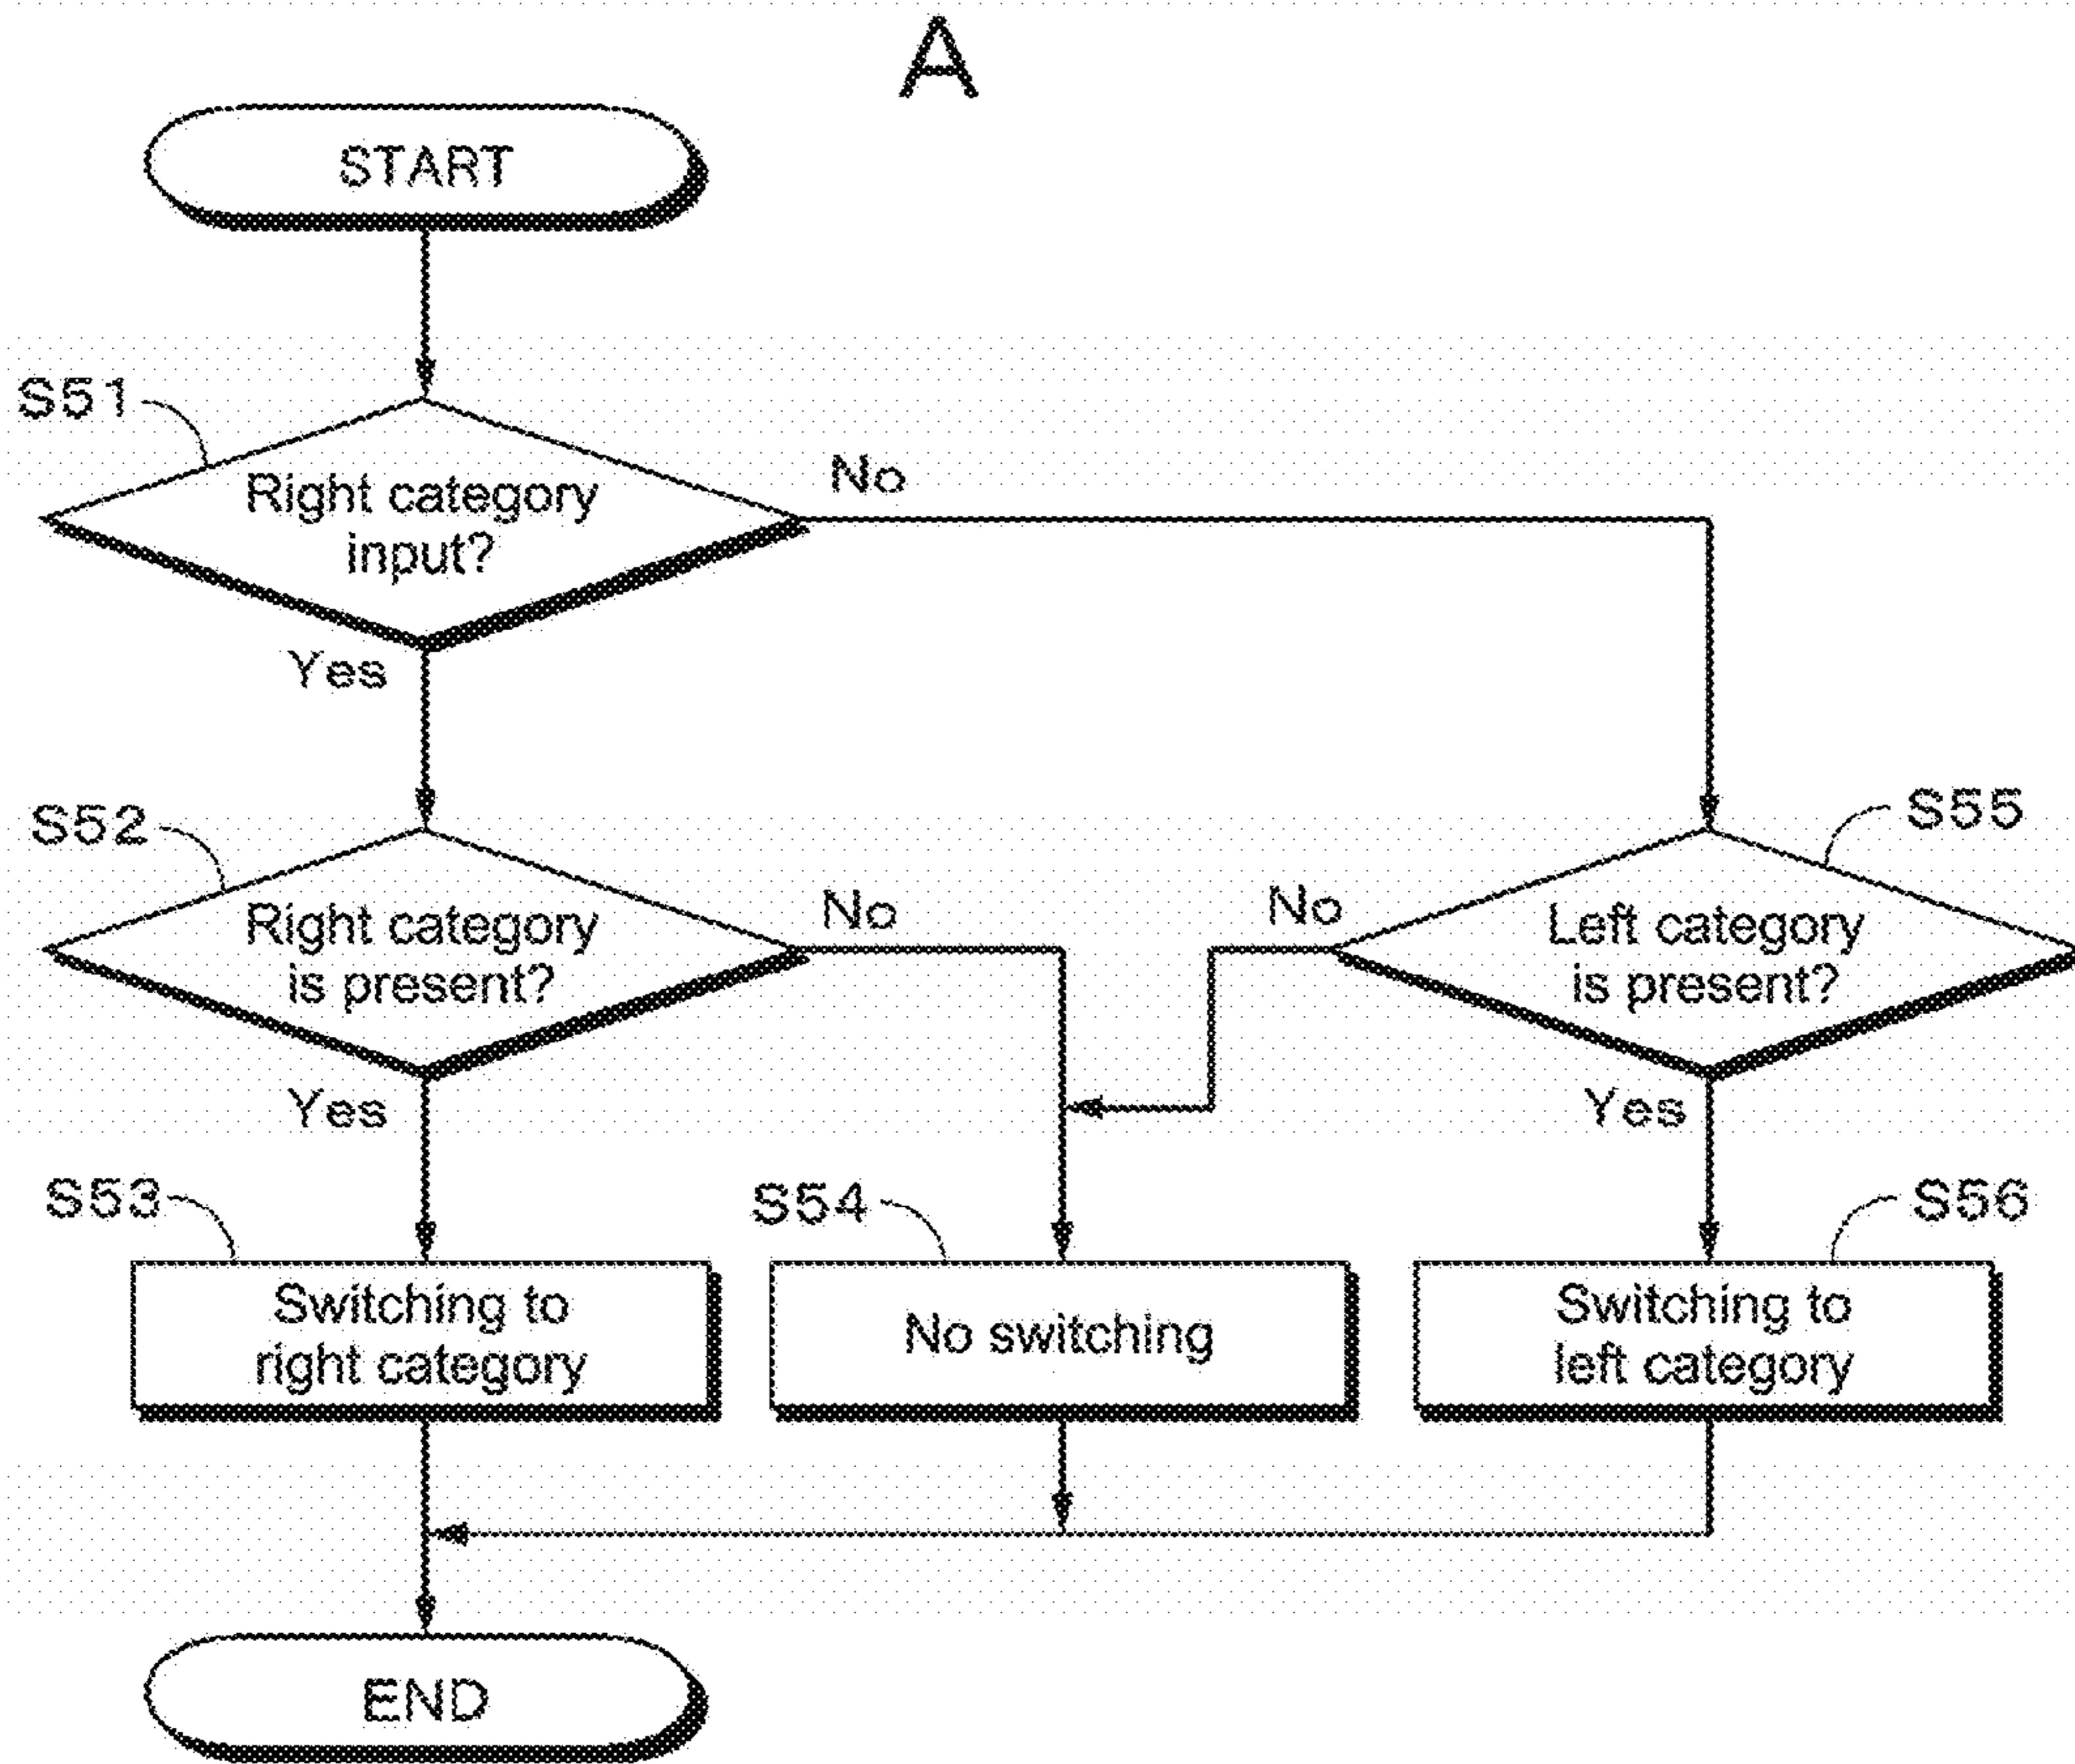 A
START
S51
Right category
input?
No
Yes
S52
Right category
is present?
No
Yes
S55
Left category
is present?
No
Yes
S53
Switching to
right category
S54
No switching
S56
Switching to
left category
END